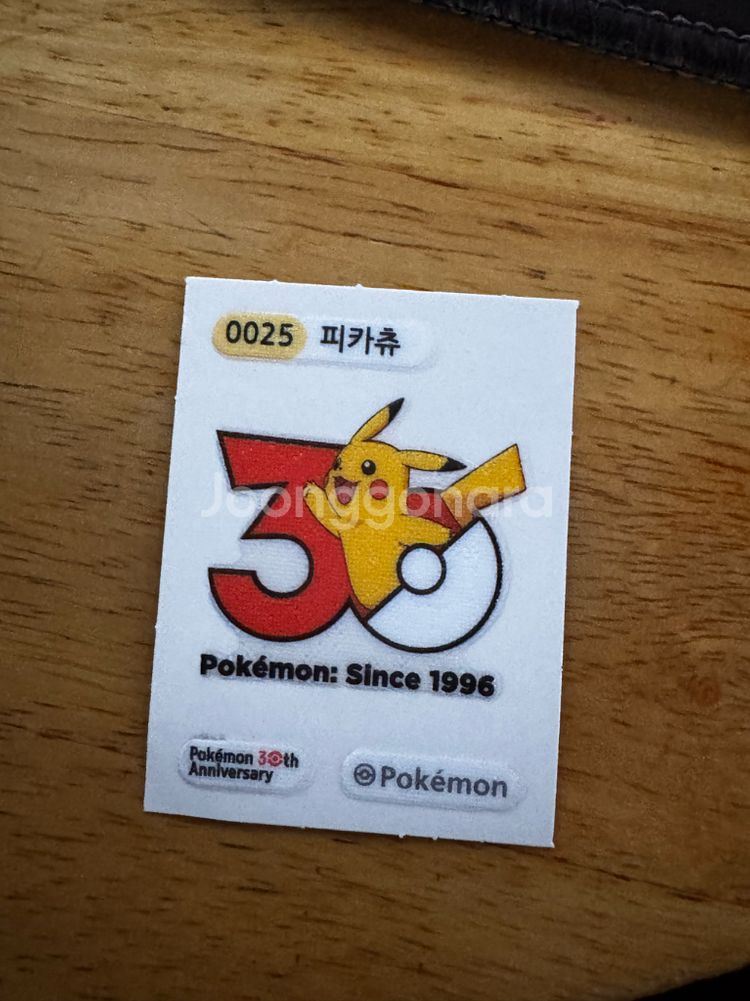 0025 피카츄
30
Joonggonara
Pokémon: Since 1996
Pokémon 30th
Anniversary
Pokémon